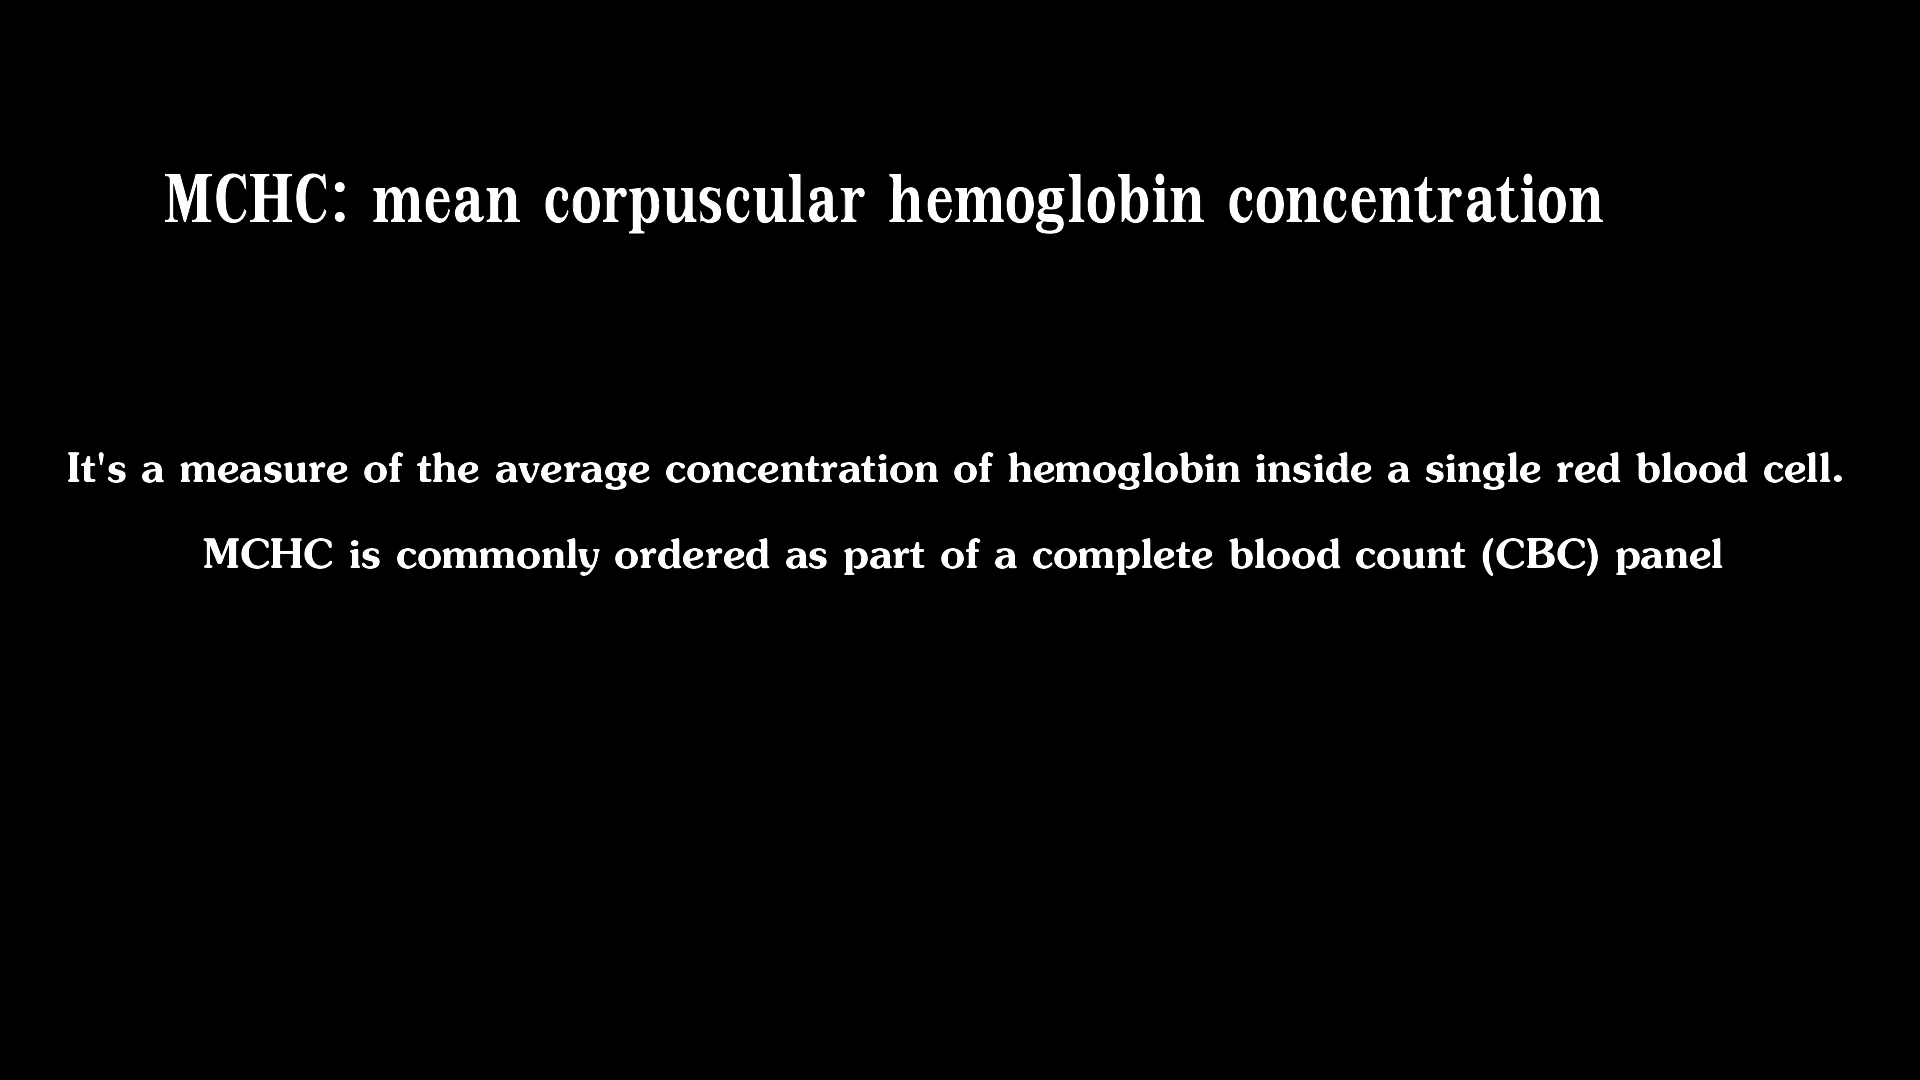 MCHC: mean corpuscular hemoglobin concentration
It's a measure of the average concentration of hemoglobin inside a single red blood cell.
MCHC is commonly ordered as part of a complete blood count (CBC) panel